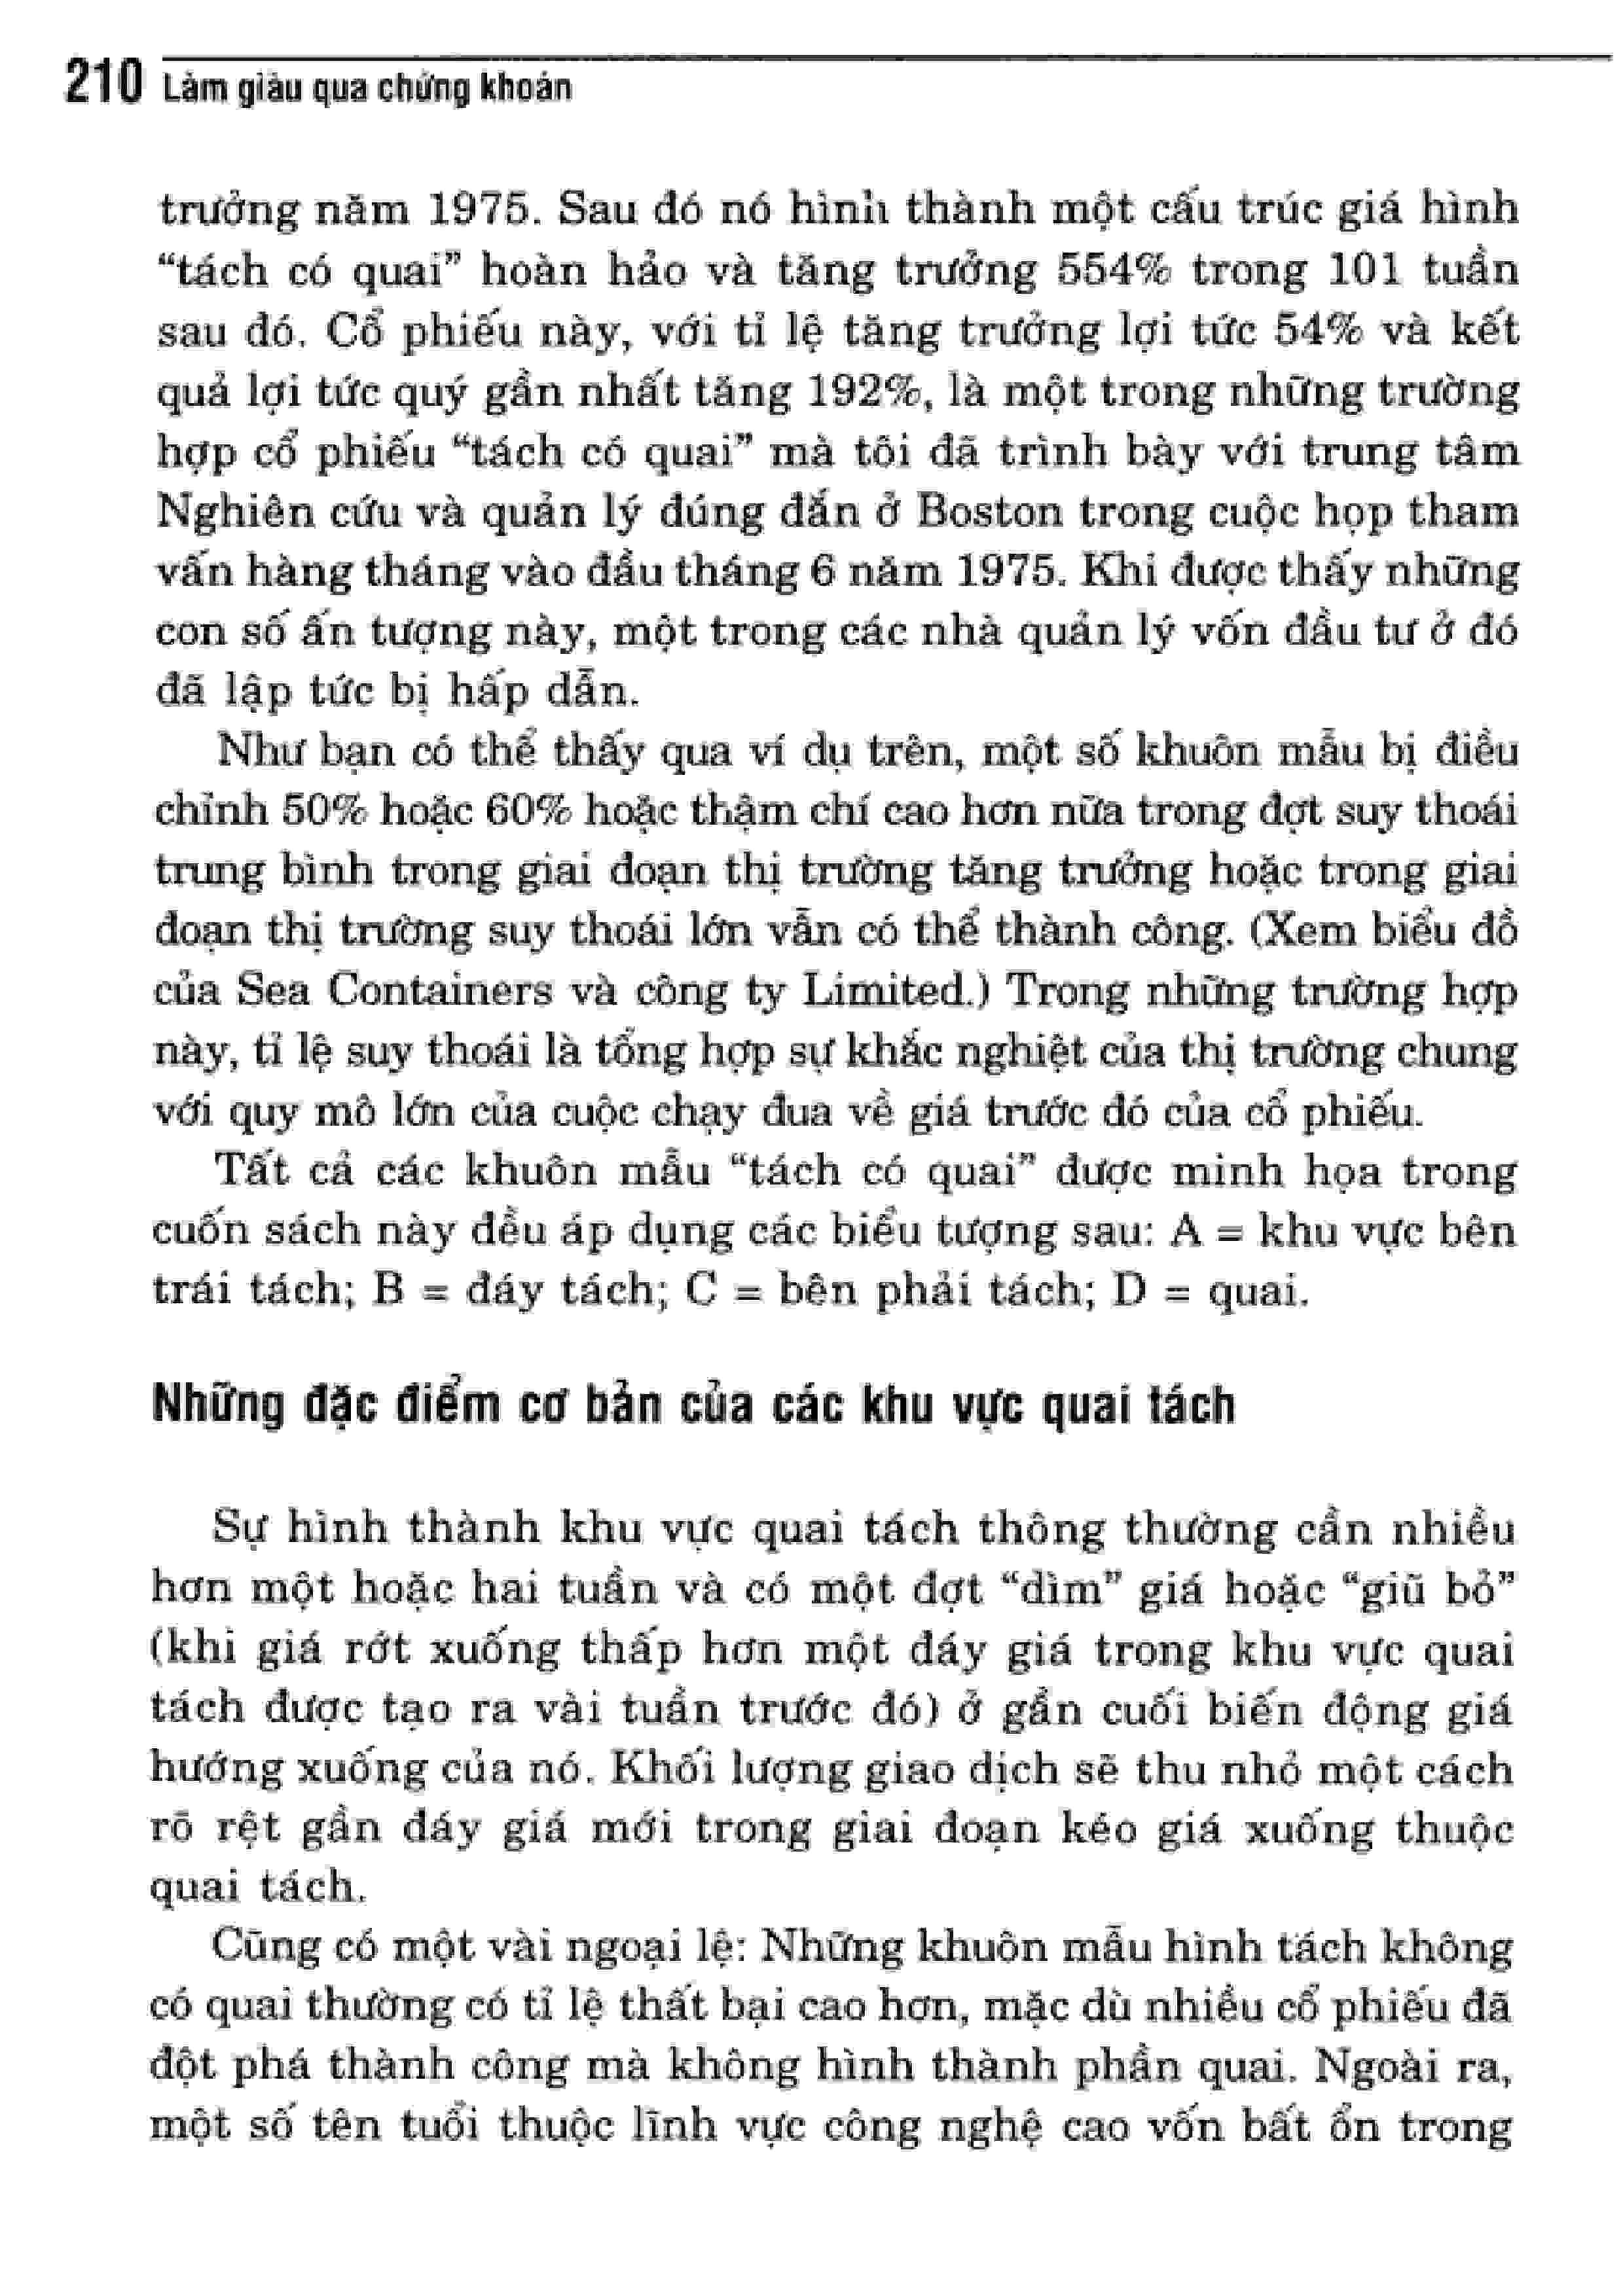 210 Làm giàu qua chứng khoán
trưởng năm 1975. Sau đó nó hình thành một cấu trúc giá hình
“tách có quai” hoàn hảo và tăng trưởng 554% trong 101 tuần
sau đó. Cổ phiếu này, với tỉ lệ tăng trưởng lợi tức 54% và kết
quả lợi tức quý gần nhất tăng 192%, là một trong những trường
hợp cổ phiếu “tách có quai” mà tôi đã trình bày với trung tâm
Nghiên cứu và quản lý đúng đắn ở Boston trong cuộc họp tham
vấn hàng tháng vào đầu tháng 6 năm 1975. Khi được thấy những
con số ấn tượng này, một trong các nhà quản lý vốn đầu tư ở đó
đã lập tức bị hấp dẫn.
Như bạn có thể thấy qua ví dụ trên, một số khuôn mẫu bị điều
chỉnh 50% hoặc 60% hoặc thậm chí cao hơn nữa trong đợt suy thoái
trung bình trong giai đoạn thị trường tăng trưởng hoặc trong giai
đoạn thị trường suy thoái lớn vẫn có thể thành công. (Xem biểu đồ
của Sea Containers và công ty Limited.) Trong những trường hợp
này, tỉ lệ suy thoái là tổng hợp sự khắc nghiệt của thị trường chung
với quy mô lớn của cuộc chạy đua về giá trước đó của cổ phiếu.
Tất cả các khuôn mẫu “tách có quai” được minh họa trong
cuốn sách này đều áp dụng các biểu tượng sau: A = khu vực bên
trái tách; B = đáy tách; C = bên phải tách; D = quai.
Những đặc điểm cơ bản của các khu vực quai tách
Sự hình thành khu vực quai tách thông thường cần nhiều
hơn một hoặc hai tuần và có một đợt “dìm” giá hoặc “giũ bỏ”
(khi giá rớt xuống thấp hơn một đáy giá trong khu vực quai
tách được tạo ra vài tuần trước đó) ở gần cuối biến động giá
hướng xuống của nó. Khối lượng giao dịch sẽ thu nhỏ một cách
rõ rệt gần đáy giá mới trong giai đoạn kéo giá xuống thuộc
quai tách.
Cũng có một vài ngoại lệ: Những khuôn mẫu hình tách không
có quai thường có tỉ lệ thất bại cao hơn, mặc dù nhiều cổ phiếu đã
đột phá thành công mà không hình thành phần quai. Ngoài ra,
một số tên tuổi thuộc lĩnh vực công nghệ cao vốn bất ổn trong